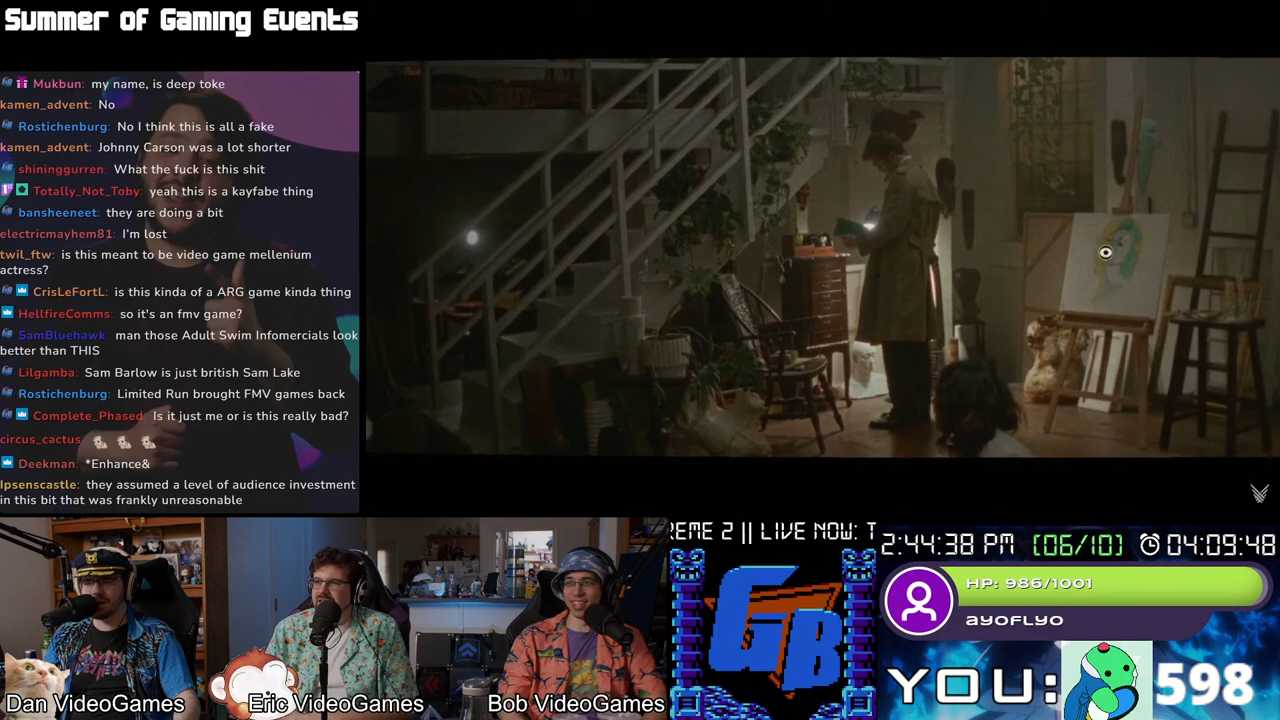 Summer of Gaming Events
Mukbun: my name, is deep toke
kamen_advent: No
Rostichenburg: No I think this is all a fake
kamen_advent: Johnny Carson was a lot shorter
shininggurren: What the fuck is this shit
Totally_Not_Toby: yeah this is a kayfabe thing
bansheeneet: they are doing a bit
electricmayhem81: I'm lost
twil_ftw: is this meant to be video game mellenium
actress?
CrisLeFortL: is this kinda of a ARG game kinda thing
HellfireComms: so it's an fmv game?
SamBluehawk: man those Adult Swim Infomercials look
better than THIS
Lilgamba: Sam Barlow is just british Sam Lake
Rostichenburg: Limited Run brought FMV games back
Complete_Phased: Is it just me or is this really bad?
circus_cactus:
Deekman: *Enhance&
Ipsenscastle: they assumed a level of audience investment
in this bit that was frankly unreasonable
REME 2 || LIVE NOW: T
2:44:38 PM [06/10] 04:09:48
HP: 986/1001
AYOFLYO
GB
YOU: 598
Dan VideoGames
Eric VideoGames
Bob VideoGames